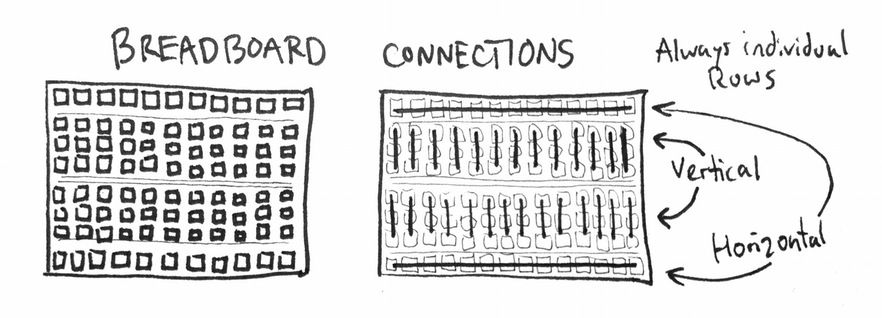 BREADBOARD
CONNECTIONS
Always individual
Rows
Vertical
Horizontal